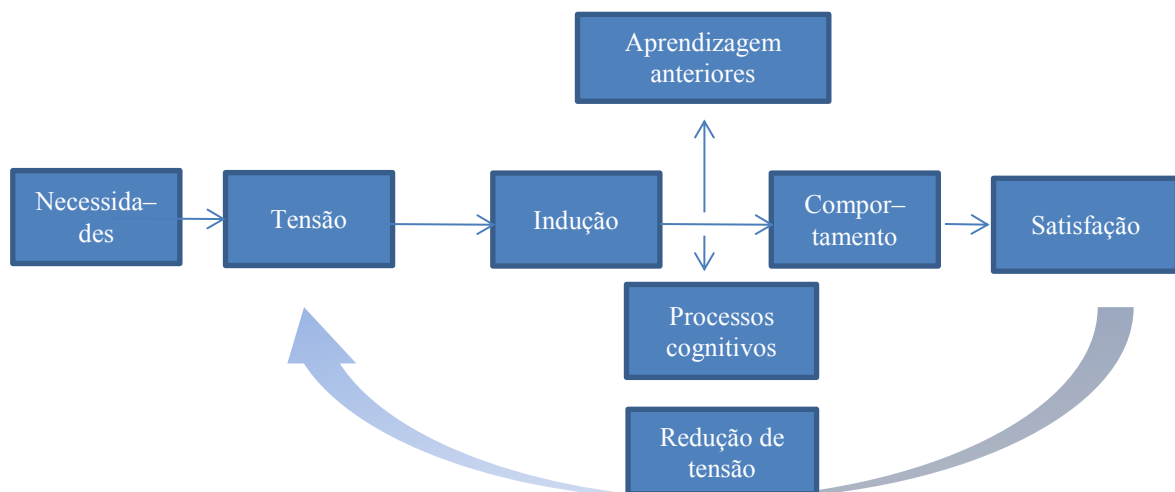 Aprendizagem
anteriores
Necessida–
des
Tensão
Indução
Compor–
tamento
Satisfação
Processos
cognitivos
Redução de
tensão